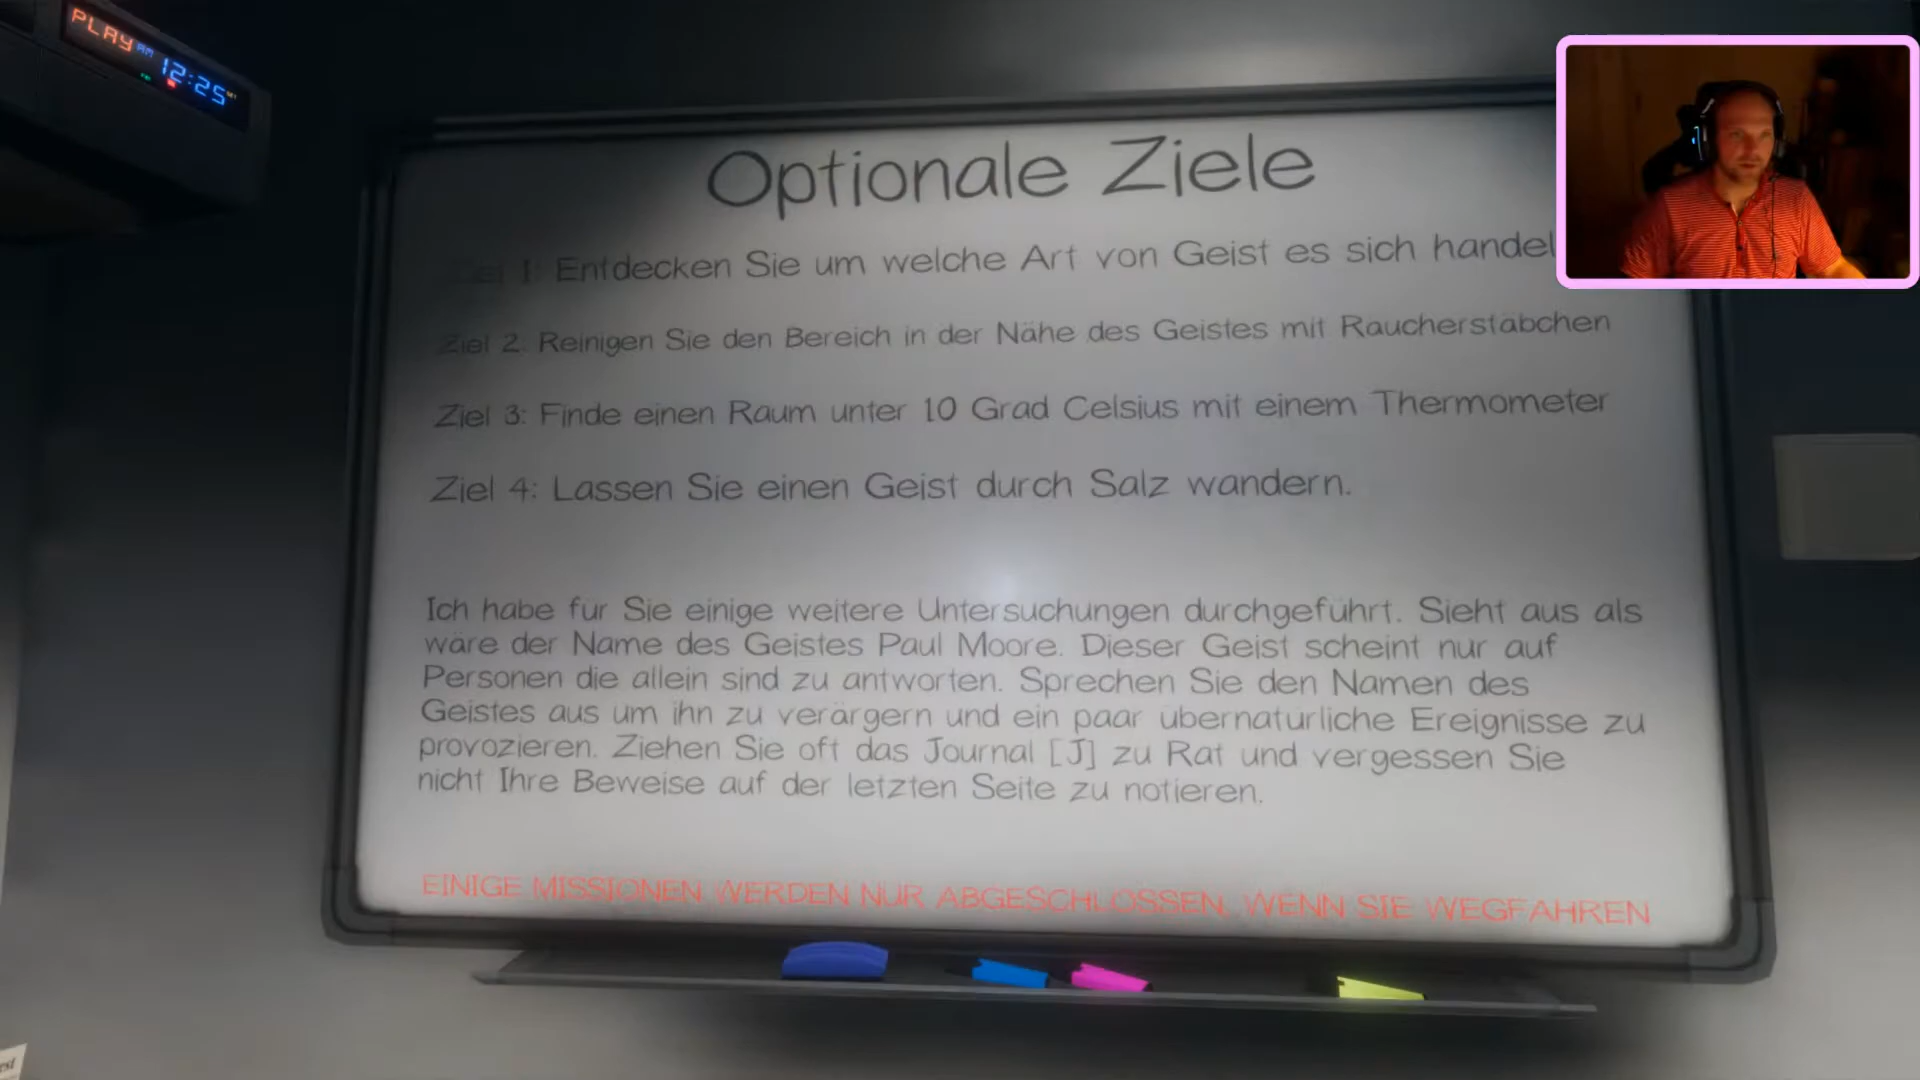 PLAY AM 12:25
Optionale Ziele
Ziel 1: Entdecken Sie um welche Art von Geist es sich handel
Ziel 2: Reinigen Sie den Bereich in der Nähe des Geistes mit Räucherstäbchen
Ziel 3: Finde einen Raum unter 10 Grad Celsius mit einem Thermometer
Ziel 4: Lassen Sie einen Geist durch Salz wandern.
Ich habe für Sie einige weitere Untersuchungen durchgeführt. Sieht aus als
wäre der Name des Geistes Paul Moore. Dieser Geist scheint nur auf
Personen die allein sind zu antworten. Sprechen Sie den Namen des
Geistes aus um ihn zu verärgern und ein paar übernatürliche Ereignisse zu
provozieren. Ziehen Sie oft das Journal [J] zu Rat und vergessen Sie
nicht Ihre Beweise auf der letzten Seite zu notieren.
EINIGE MISSIONEN WERDEN NUR ABGESCHLOSSEN, WENN SIE WEGFAHREN